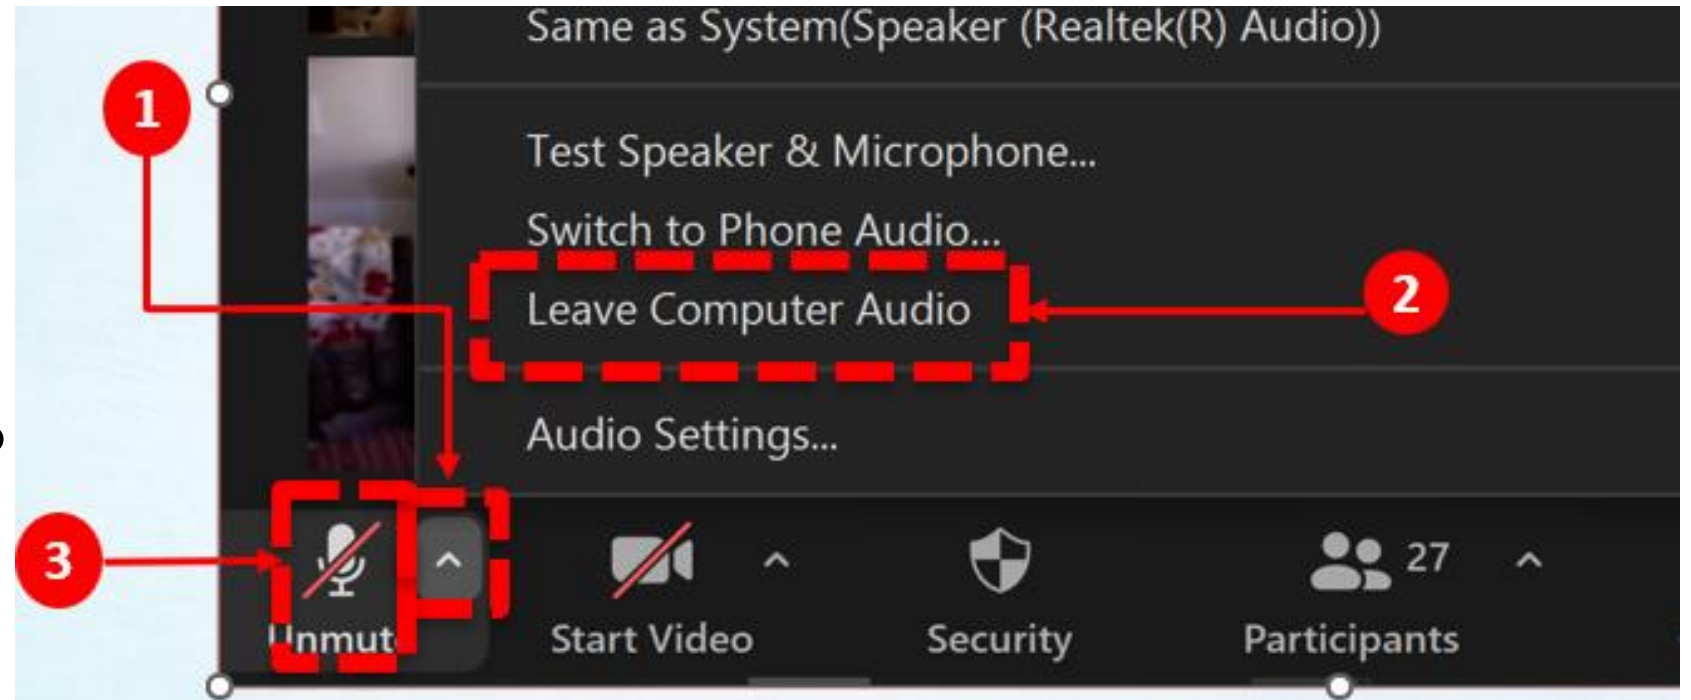 Same as System(Speaker (Realtek(R) Audio))
1
Test Speaker & Microphone...
Switch to Phone Audio...
2
Leave Computer Audio
Audio Settings...
3
27
Unmute
Start Video
Security
Participants